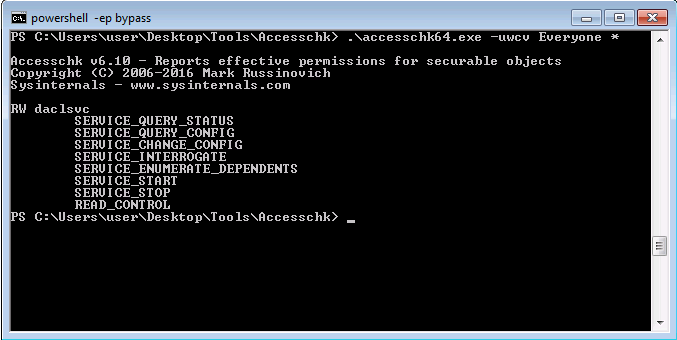 powershell -ep bypass
PS C:\Users\user\Desktop\Tools\Accesschk> .\accesschk64.exe -uwcv Everyone *
Accesschk v6.10 - Reports effective permissions for securable objects
Copyright (C) 2006-2016 Mark Russinovich
Sysinternals - www.sysinternals.com
RW daclsvc
SERVICE_QUERY_STATUS
SERVICE_QUERY_CONFIG
SERVICE_CHANGE_CONFIG
SERVICE_INTERROGATE
SERVICE_ENUMERATE_DEPENDENTS
SERVICE_START
SERVICE_STOP
READ_CONTROL
PS C:\Users\user\Desktop\Tools\Accesschk> _